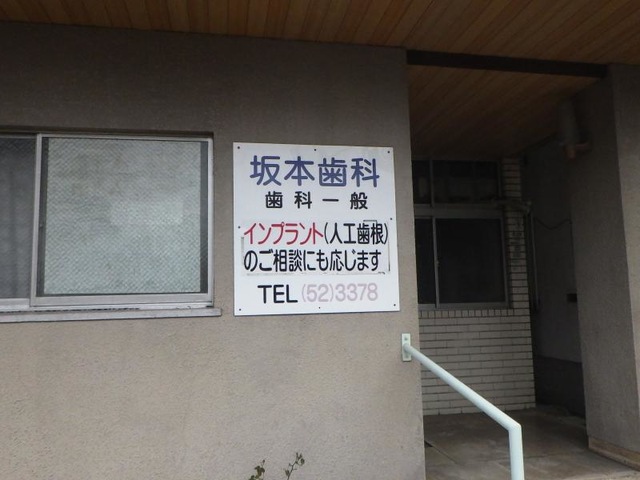 坂本歯科
歯科一般
インプラント(人工歯根)
のご相談にも応じます
TEL(52)3378